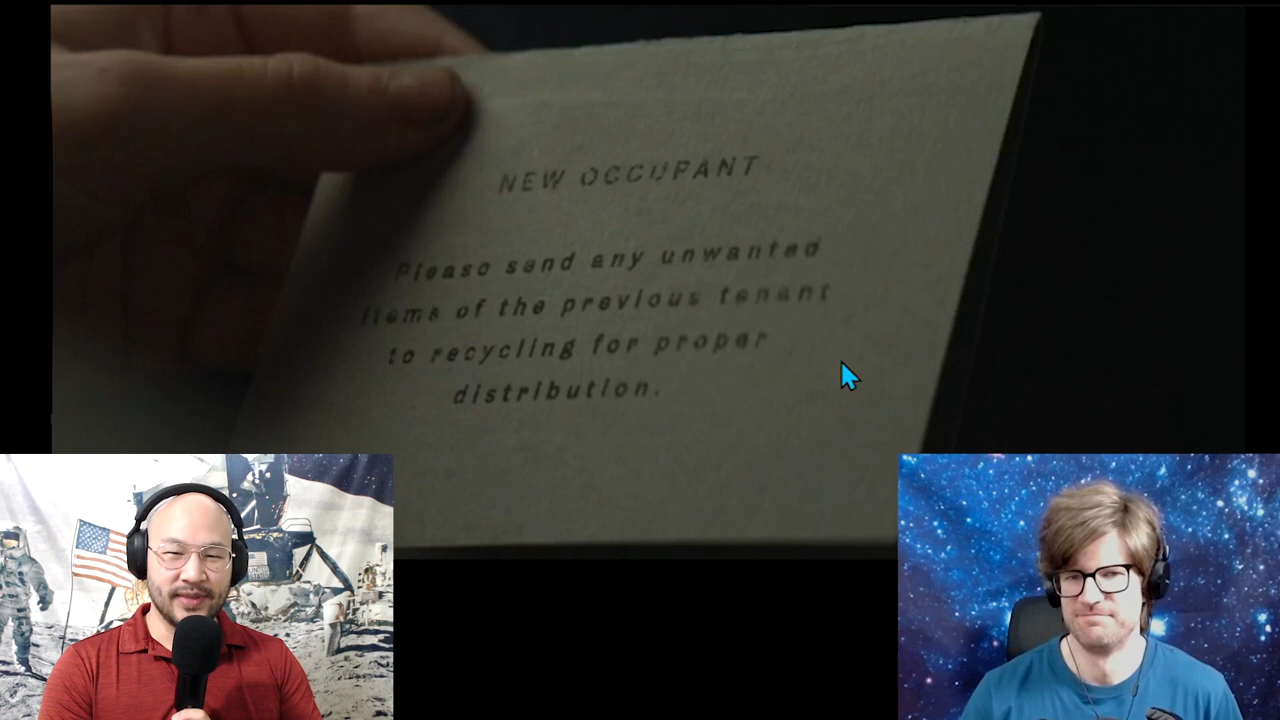 NEW OCCUPANT
Please send any unwanted
items of the previous tenant
to recycling for proper
distribution.